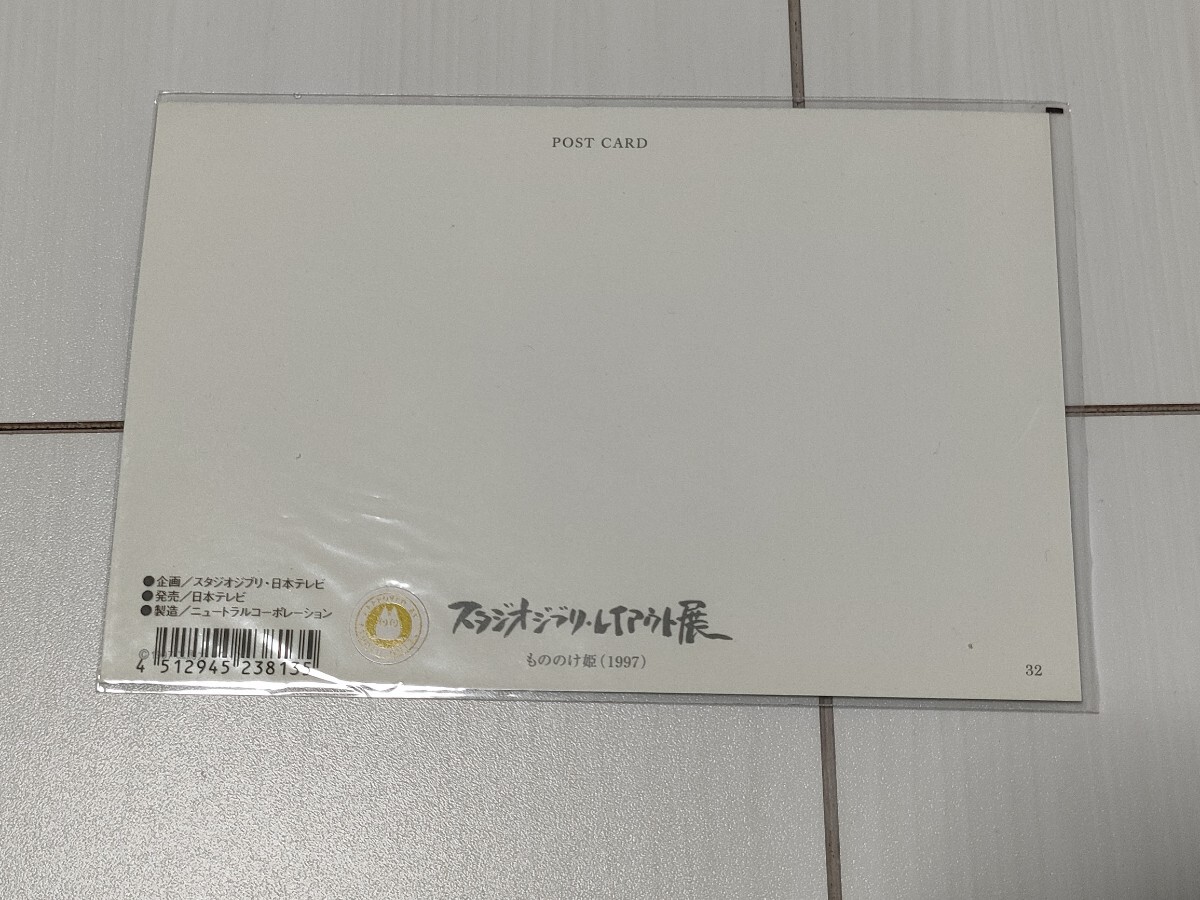 POST CARD
●企画/スタジオジブリ・日本テレビ
●発売/日本テレビ
●製造/ニュートラルコーポレーション
4 512945 238135
スタジオジブリ・レイアウト展
もののけ姫(1997)
32